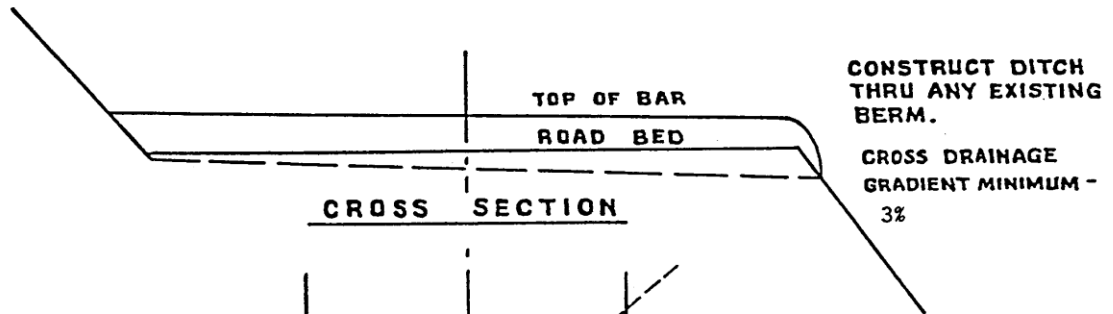 TOP OF BAR
ROAD BED
CROSS SECTION
CONSTRUCT DITCH
THRU ANY EXISTING
BERM.
CROSS DRAINAGE
GRADIENT MINIMUM -
3%